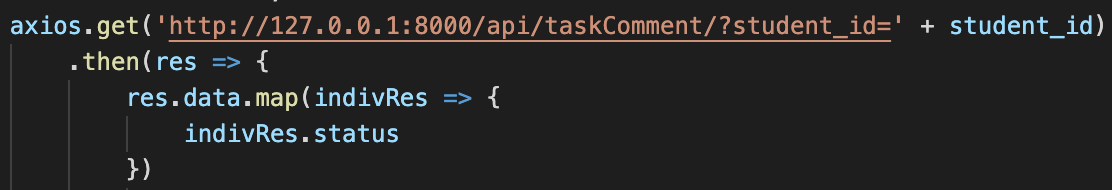 axios.get('http://127.0.0.1:8000/api/taskComment/?student_id=' + student_id)
.then(res => {
res.data.map(indivRes => {
indivRes.status
})